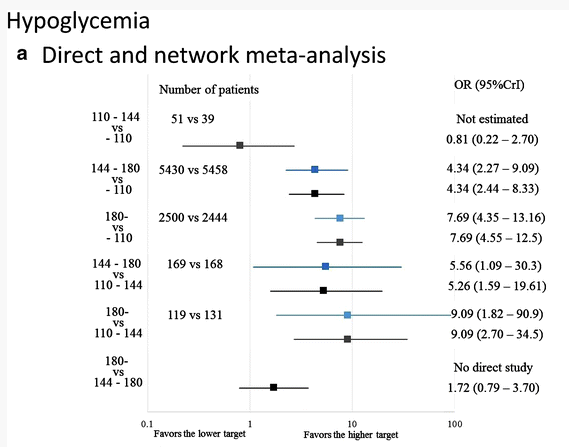 Hypoglycemia
a Direct and network meta-analysis
Number of patients OR (95%CrI)
110 - 144
vs
- 110
51 vs 39
Not estimated
0.81 (0.22 – 2.70)
144 - 180
vs
- 110
5430 vs 5458
4.34 (2.27 – 9.09)
4.34 (2.44 – 8.33)
180-
vs
- 110
2500 vs 2444
7.69 (4.35 – 13.16)
7.69 (4.55 – 12.5)
144 - 180
vs
110 - 144
169 vs 168
5.56 (1.09 – 30.3)
5.26 (1.59 – 19.61)
180-
vs
110 - 144
119 vs 131
9.09 (1.82 – 90.9)
9.09 (2.70 – 34.5)
180-
vs
144 - 180
No direct study
1.72 (0.79 – 3.70)
0.1 1 10 100
Favors the lower target Favors the higher target